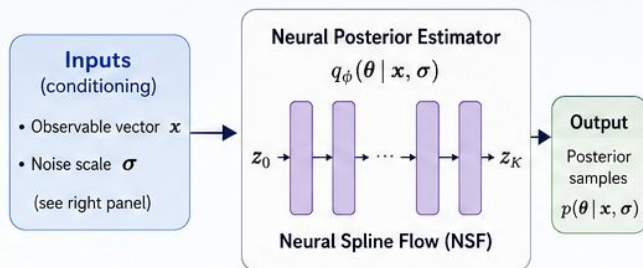 Inputs
(conditioning)
• Observable vector x
• Noise scale σ
(see right panel)
Neural Posterior Estimator
qϕ(θ | x, σ)
z0 ⋯ zK
Neural Spline Flow (NSF)
Output
Posterior
samples
p(θ | x, σ)